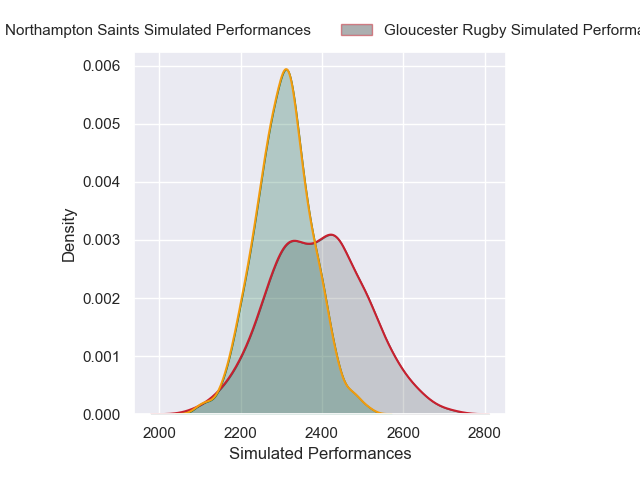 Northampton Saints Simulated Performances
Gloucester Rugby Simulated Performa
0.006
0.005
0.004
0.003
0.002
0.001
0.000
Density
2000 2200 2400 2600 2800
Simulated Performances